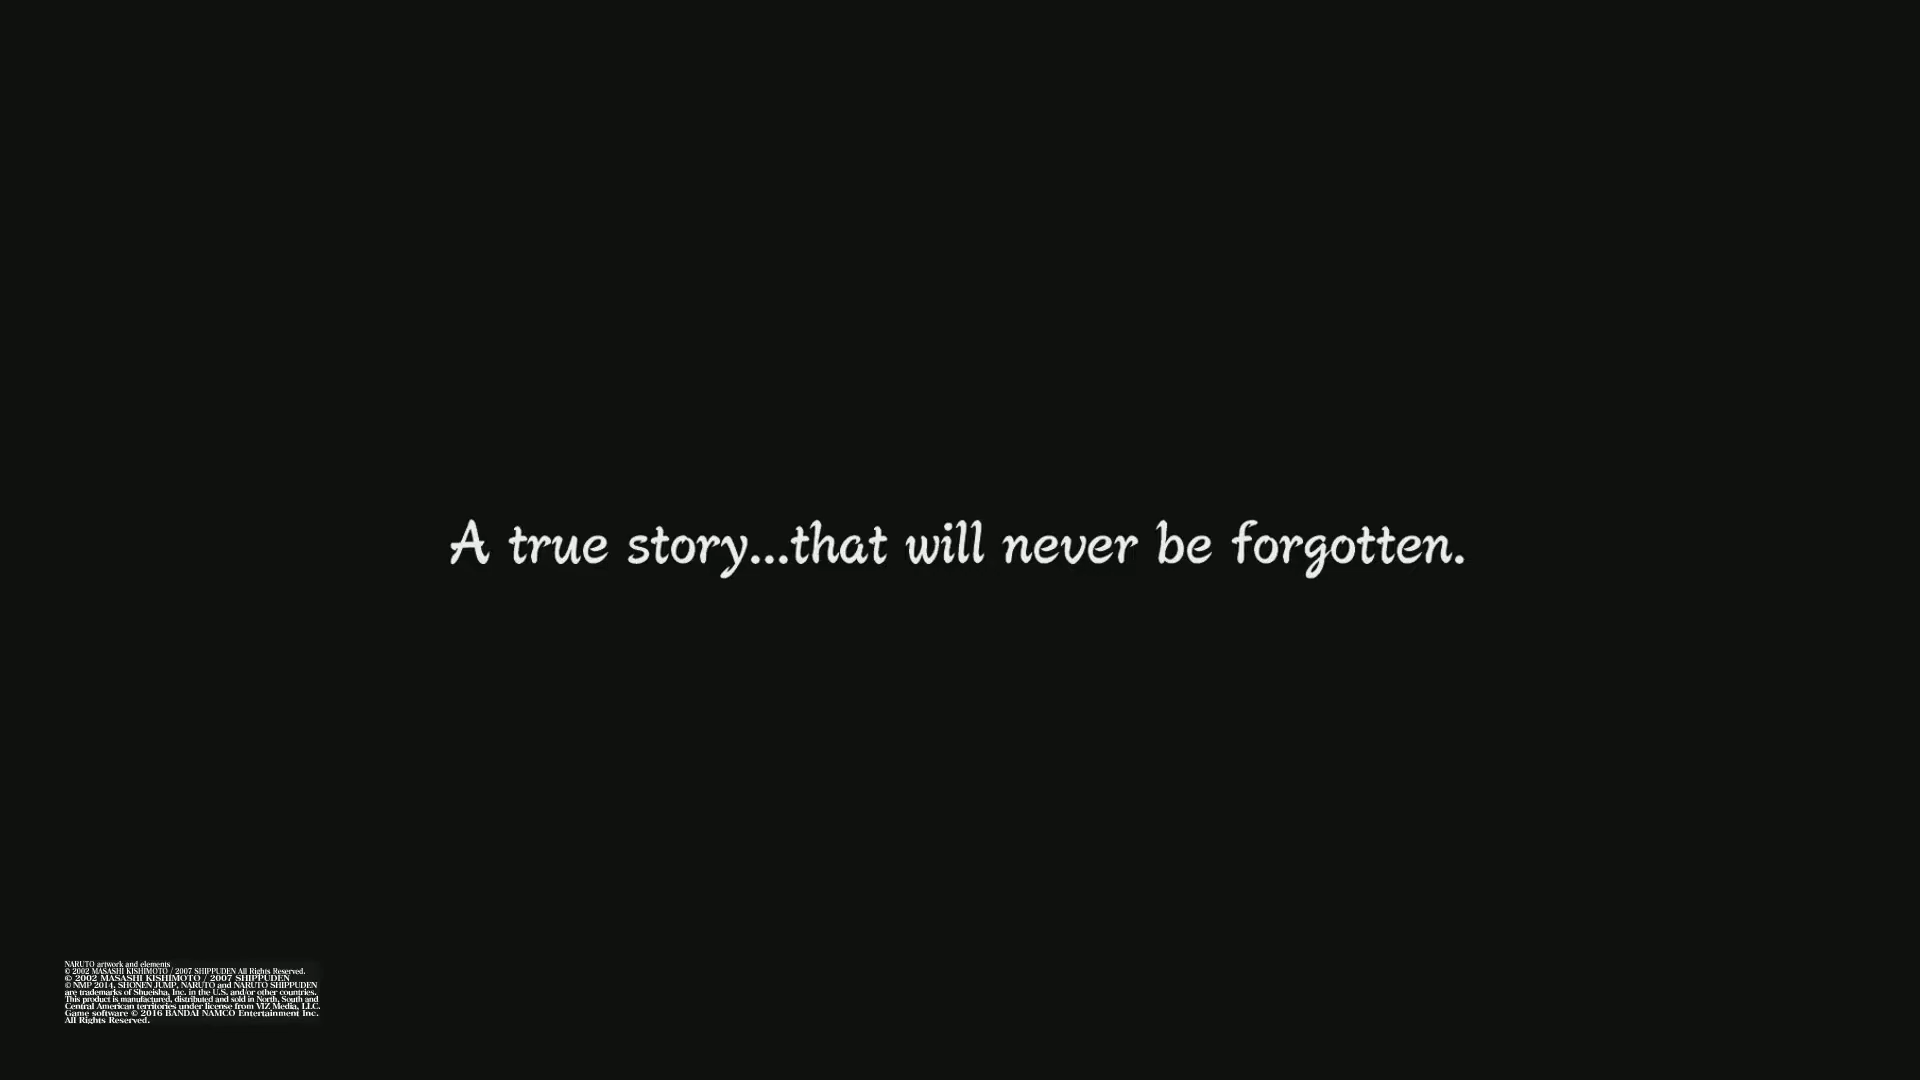 A true story...that will never be forgotten.
NARUTO artwork and elements
© 2002 MASASHI KISHIMOTO / 2007 SHIPPUDEN All Rights Reserved.
© 2002 MASASHI KISHIMOTO / 2007 SHIPPUDEN
© NMP 2014. SHONEN JUMP, NARUTO and NARUTO SHIPPUDEN
are trademarks of Shueisha, Inc. in the U.S. and/or other countries.
This product is manufactured, distributed and sold in North, South and
Central American territories under license from VIZ Media, LLC.
Game software © 2016 BANDAI NAMCO Entertainment Inc.
All Rights Reserved.